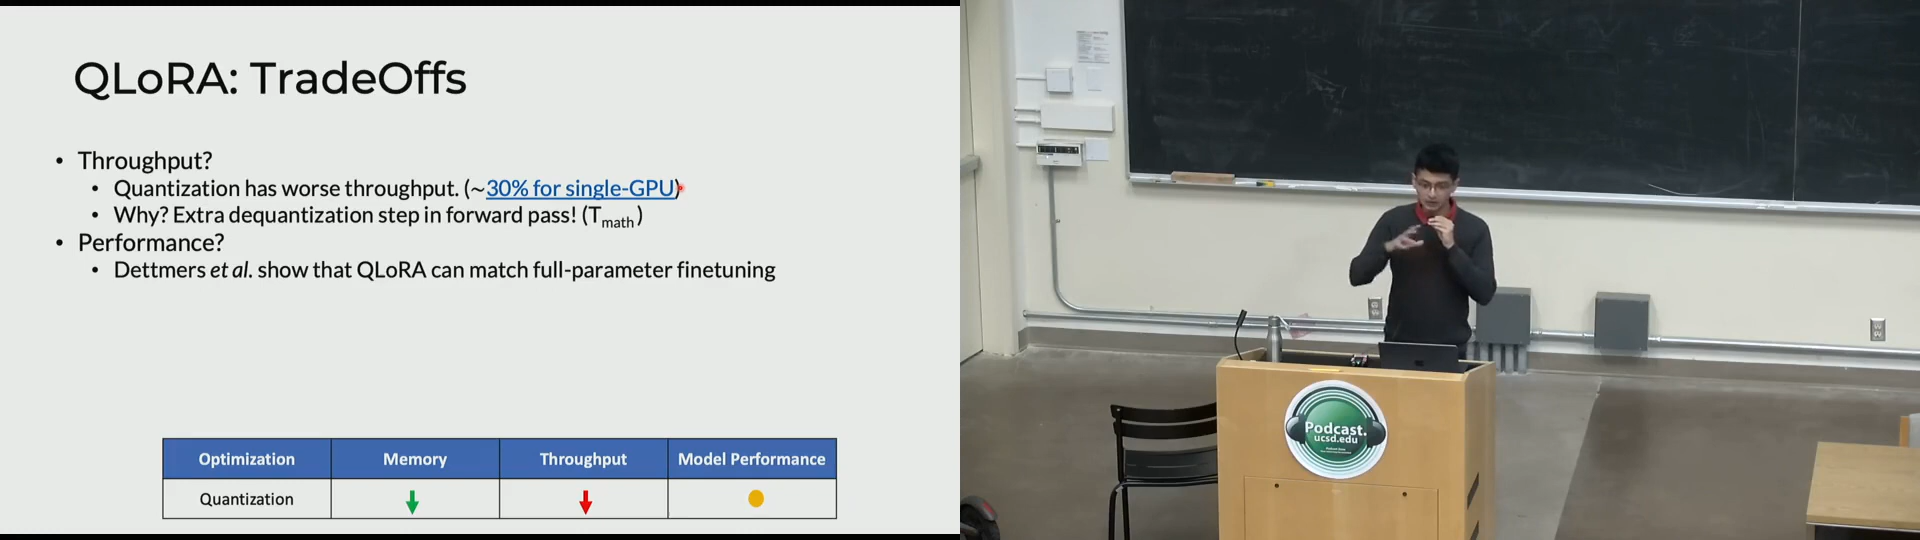 QLoRA: TradeOffs
• Throughput?
• Quantization has worse throughput. (~30% for single-GPU)
• Why? Extra dequantization step in forward pass! (Tmath)
• Performance?
• Dettmers et al. show that QLoRA can match full-parameter finetuning
Optimization Memory Throughput Model Performance
Quantization
Podcast.
ucsd.edu